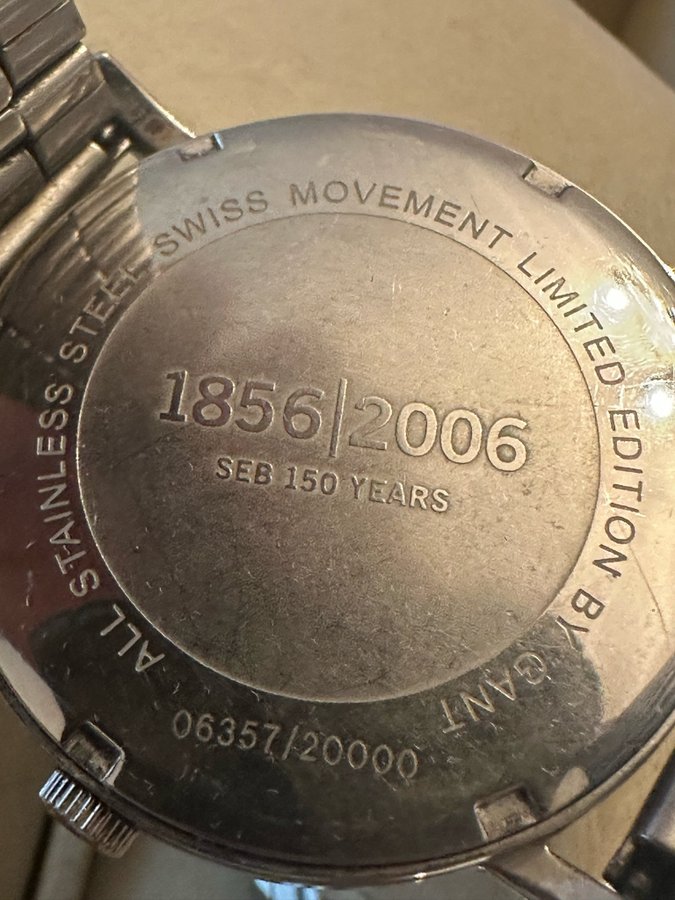 ALL STAINLESS STEEL SWISS MOVEMENT LIMITED EDITION BY GANT
1856|2006
SEB 150 YEARS
06357/20000